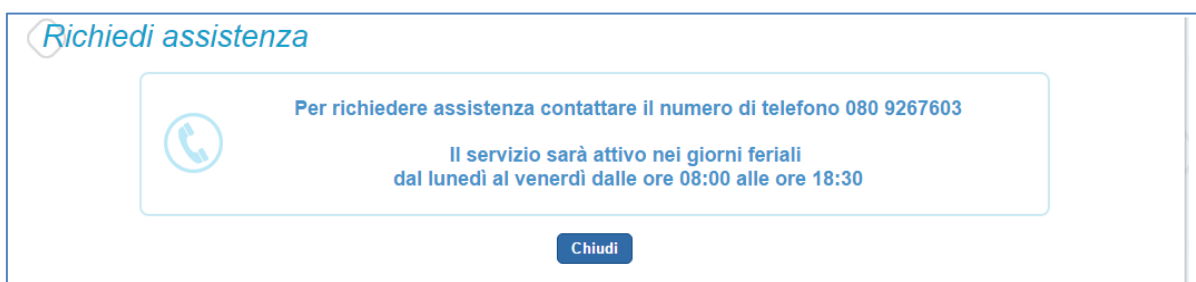 Richiedi assistenza
Per richiedere assistenza contattare il numero di telefono 080 9267603
Il servizio sarà attivo nei giorni feriali
dal lunedì al venerdì dalle ore 08:00 alle ore 18:30
Chiudi